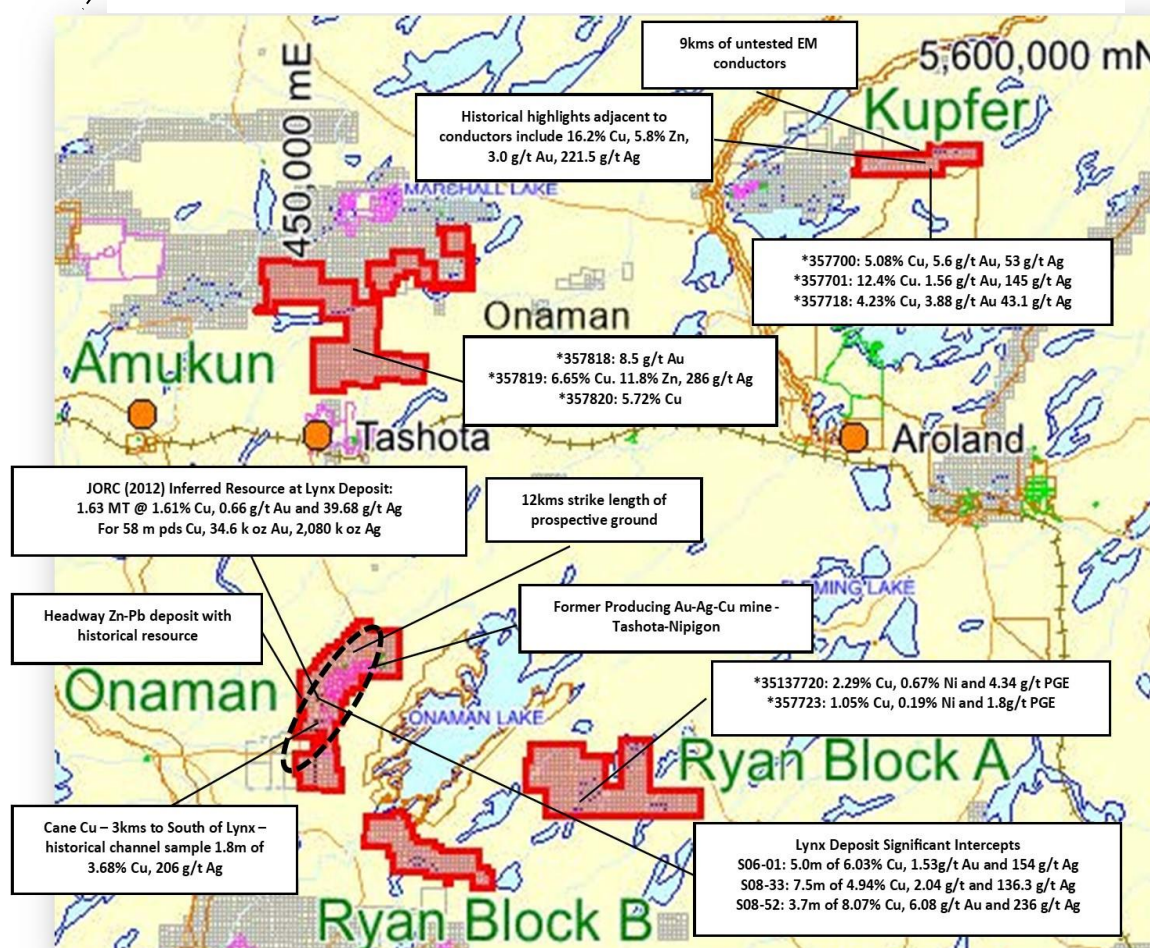 9kms of untested EM
conductors
5,600,000 mN
Kupfer
Historical highlights adjacent to
conductors include 16.2% Cu, 5.8% Zn,
3.0 g/t Au, 221.5 g/t Ag
450,000 mE
MARSHALL LAKE
*357700: 5.08% Cu, 5.6 g/t Au, 53 g/t Ag
*357701: 12.4% Cu. 1.56 g/t Au, 145 g/t Ag
*357718: 4.23% Cu, 3.88 g/t Au 43.1 g/t Ag
Onaman
Amukun
*357818: 8.5 g/t Au
*357819: 6.65% Cu. 11.8% Zn, 286 g/t Ag
*357820: 5.72% Cu
Tashota
Aroland
JORC (2012) Inferred Resource at Lynx Deposit:
1.63 MT @ 1.61% Cu, 0.66 g/t Au and 39.68 g/t Ag
For 58 m pds Cu, 34.6 k oz Au, 2,080 k oz Ag
12kms strike length of
prospective ground
LEMING LAKE
Headway Zn-Pb deposit with
historical resource
Former Producing Au-Ag-Cu mine -
Tashota-Nipigon
Onaman
*35137720: 2.29% Cu, 0.67% Ni and 4.34 g/t PGE
*357723: 1.05% Cu, 0.19% Ni and 1.8g/t PGE
ONAMAN LAKE
Ryan Block A
Cane Cu – 3kms to South of Lynx –
historical channel sample 1.8m of
3.68% Cu, 206 g/t Ag
Lynx Deposit Significant Intercepts
S06-01: 5.0m of 6.03% Cu, 1.53g/t Au and 154 g/t Ag
S08-33: 7.5m of 4.94% Cu, 2.04 g/t and 136.3 g/t Ag
S08-52: 3.7m of 8.07% Cu, 6.08 g/t Au and 236 g/t Ag
Ryan Block B